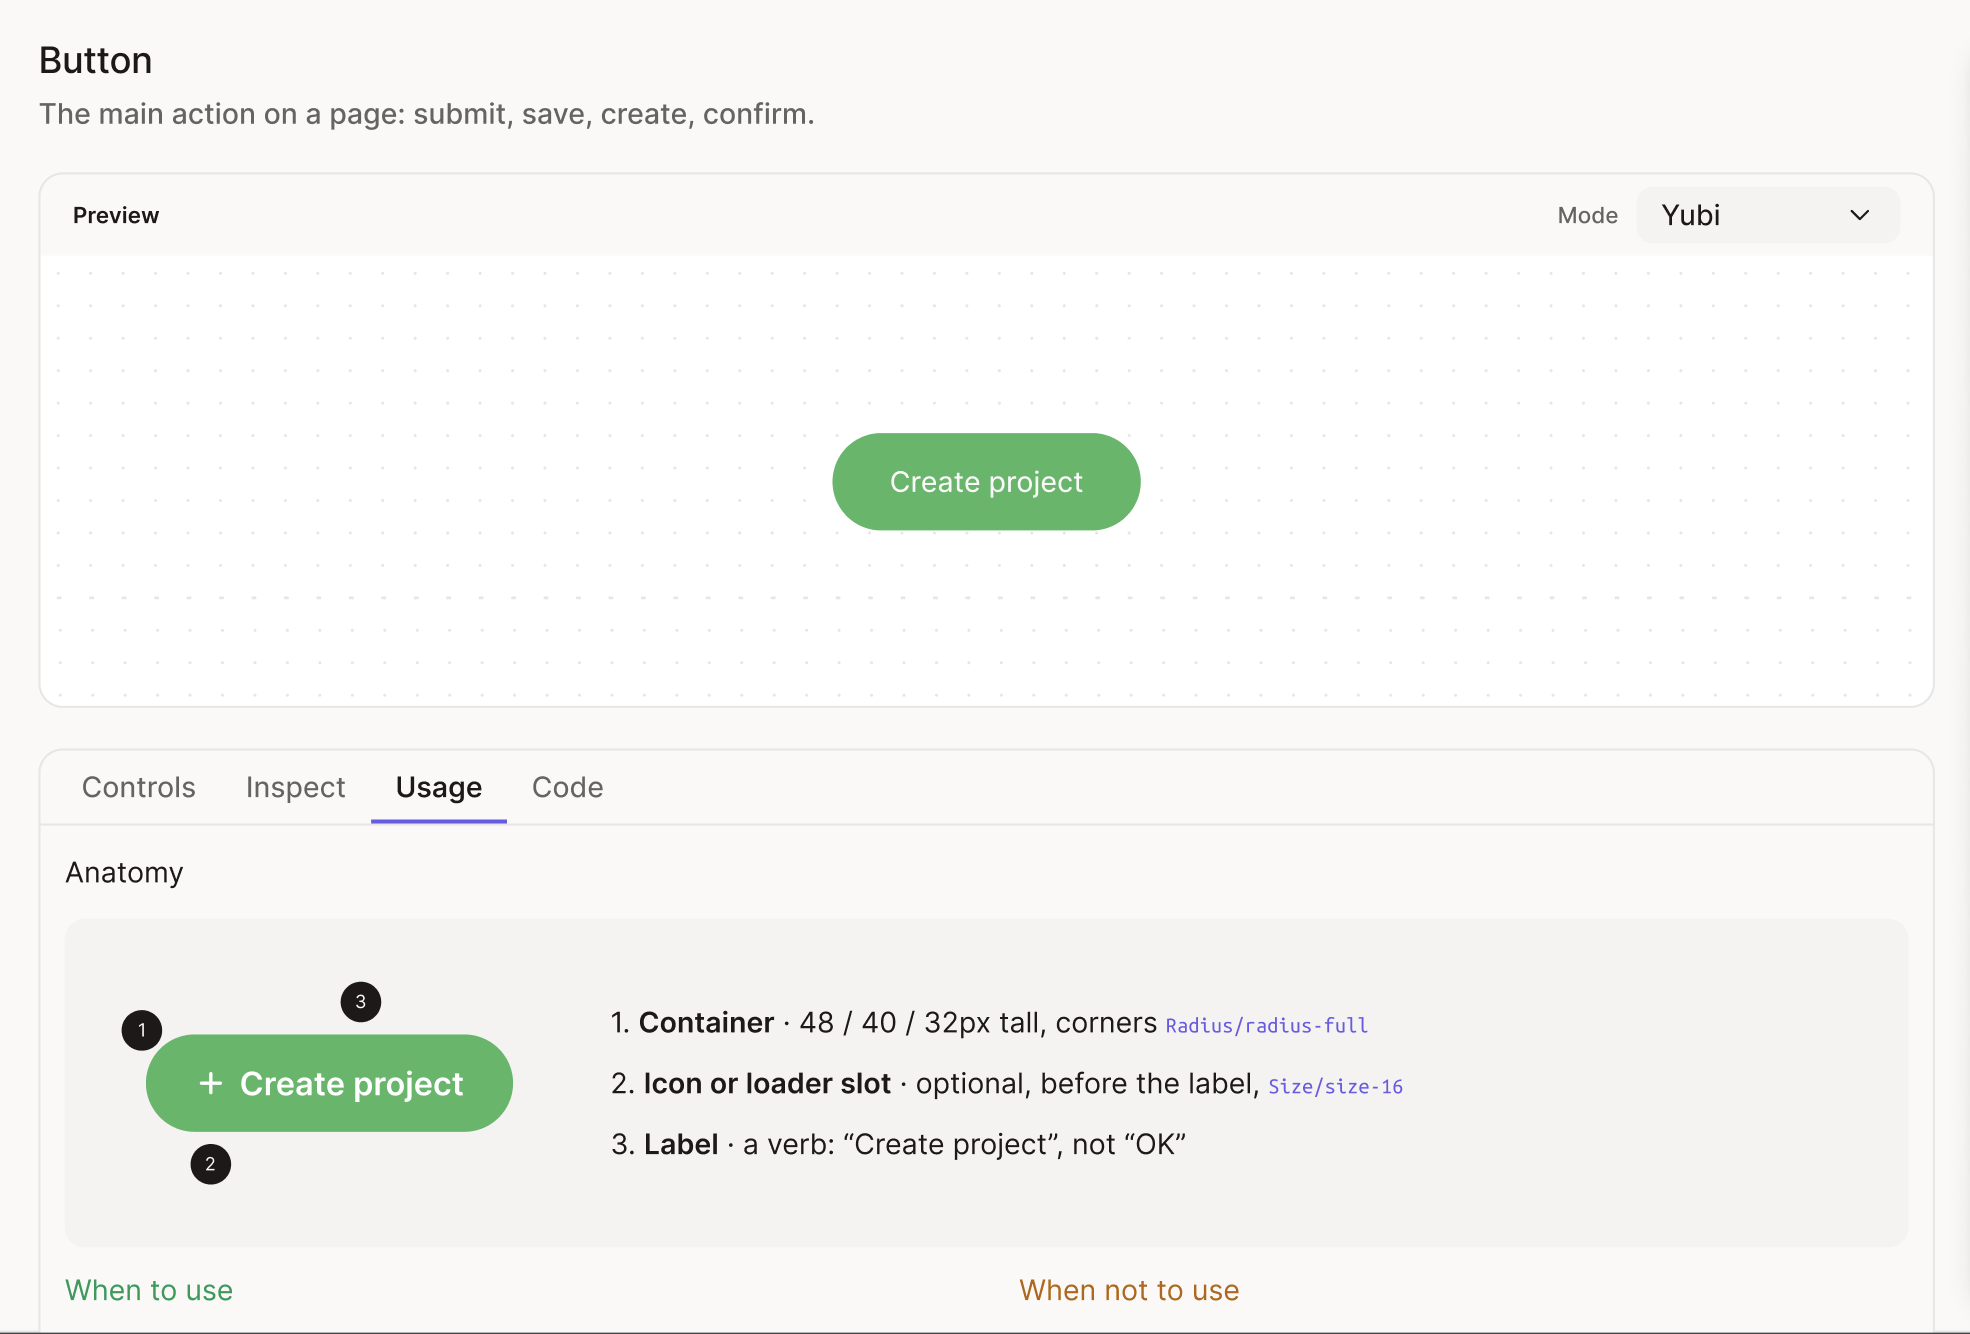 Button
The main action on a page: submit, save, create, confirm.
Preview
Mode
Yubi
Create project
Controls
Inspect
Usage
Code
Anatomy
1
3
+ Create project
2
1. Container · 48 / 40 / 32px tall, corners Radius/radius-full
2. Icon or loader slot · optional, before the label, Size/size-16
3. Label · a verb: “Create project”, not “OK”
When to use
When not to use